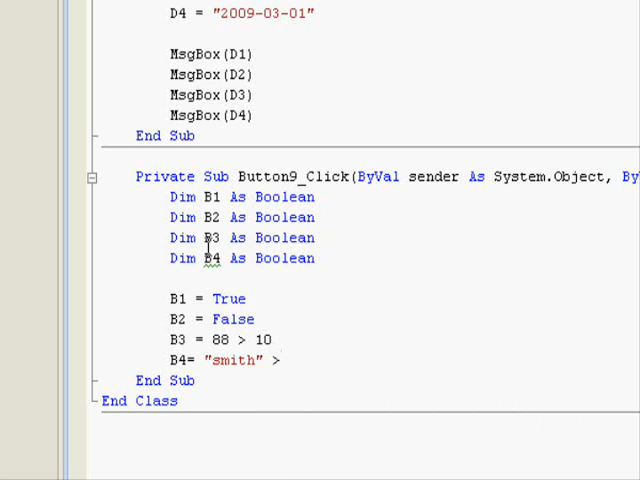 D4 = "2009-03-01"
MsgBox(D1)
MsgBox(D2)
MsgBox(D3)
MsgBox(D4)
End Sub
Private Sub Button9_Click(ByVal sender As System.Object, By
Dim B1 As Boolean
Dim B2 As Boolean
Dim B3 As Boolean
Dim B4 As Boolean
B1 = True
B2 = False
B3 = 88 > 10
B4= "smith" >
End Sub
End Class